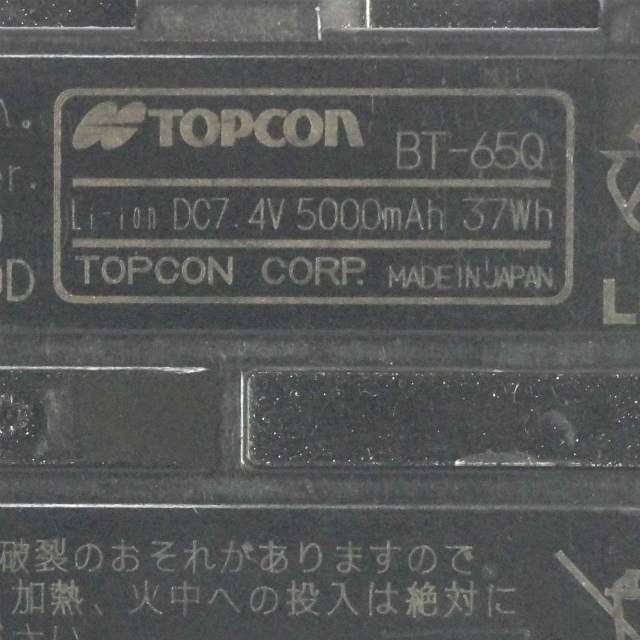 TOPCON BT-65Q
Li-ion DC7.4V 5000mAh 37Wh
TOPCON CORP. MADE IN JAPAN
破裂のおそれがありますので、
加熱、火中への投入は絶対に